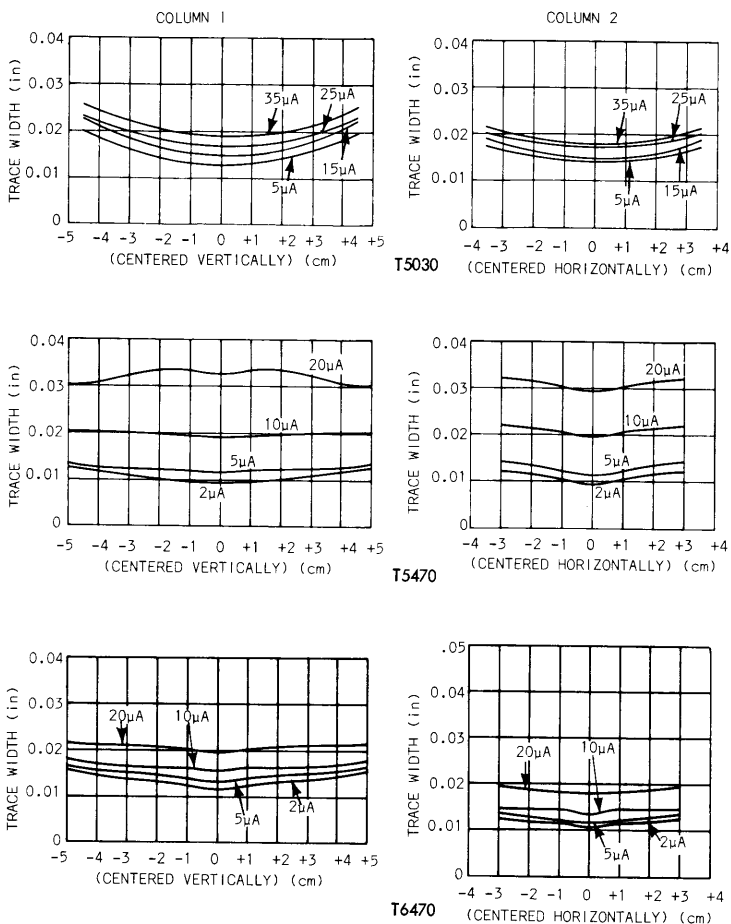 COLUMN 1 COLUMN 2
0.04 0.04
0.03 0.03
35μA 25μA 35μA 25μA
0.02 0.02
0.01 0.01
5μA 15μA 5μA 15μA
0 0
TRACE WIDTH (in) TRACE WIDTH (in)
-5 -4 -3 -2 -1 0 +1 +2 +3 +4 +5 -4 -3 -2 -1 0 +1 +2 +3 +4
(CENTERED VERTICALLY) (cm) T5030 (CENTERED HORIZONTALLY) (cm)
0.04 0.04
20μA 20μA
0.03 0.03
10μA 10μA
0.02 0.02
5μA 5μA
0.01 0.01
2μA 2μA
0 0
TRACE WIDTH (in) TRACE WIDTH (in)
-5 -4 -3 -2 -1 0 +1 +2 +3 +4 +5 -4 -3 -2 -1 0 +1 +2 +3 +4
(CENTERED VERTICALLY) (cm) T5470 (CENTERED HORIZONTALLY) (cm)
0.04 .05
0.03 0.04
20μA 10μA 0.03
0.02 20μA 10μA
0.01 0.02
5μA 2μA 0.01
0 5μA 2μA
0
TRACE WIDTH (in) TRACE WIDTH (in)
-5 -4 -3 -2 -1 0 +1 +2 +3 +4 +5 -4 -3 -2 -1 0 +1 +2 +3 +4
(CENTERED VERTICALLY) (cm) T6470 (CENTERED HORIZONTALLY) (cm)